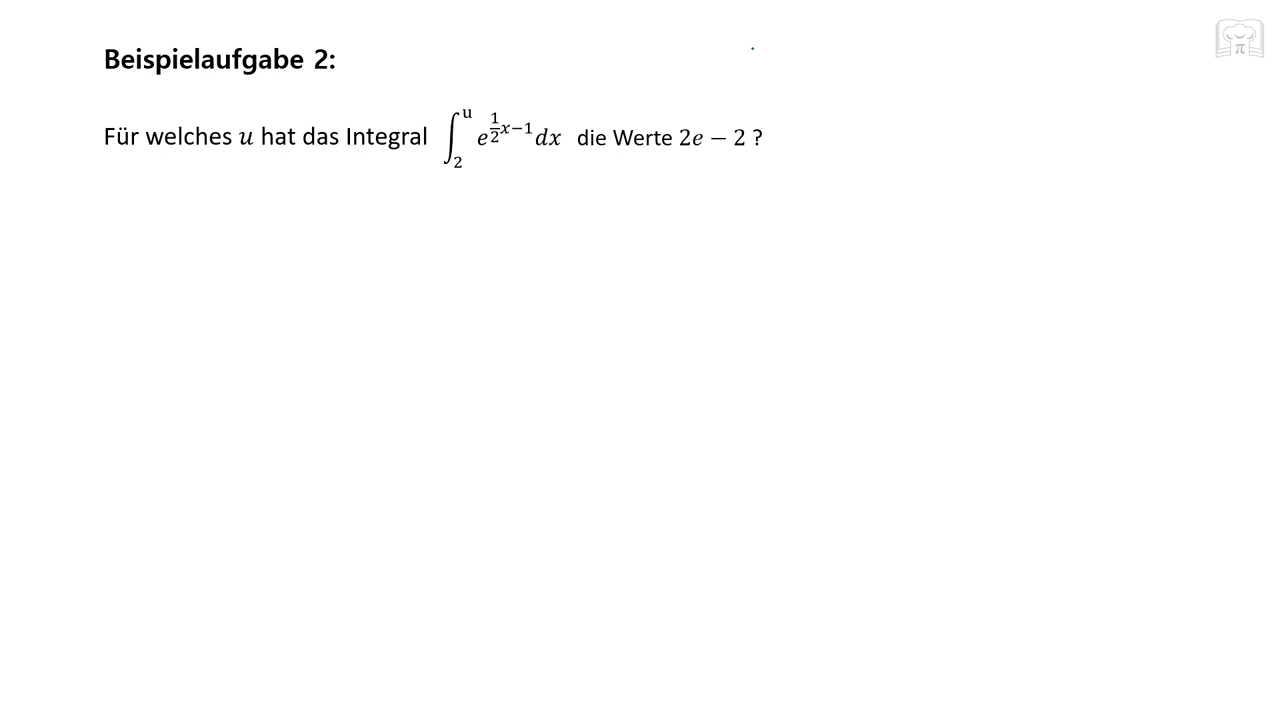 Beispielaufgabe 2:
Für welches u hat das Integral ∫₂ᵘ e^(1/2 x−1) dx die Werte 2e − 2 ?
π